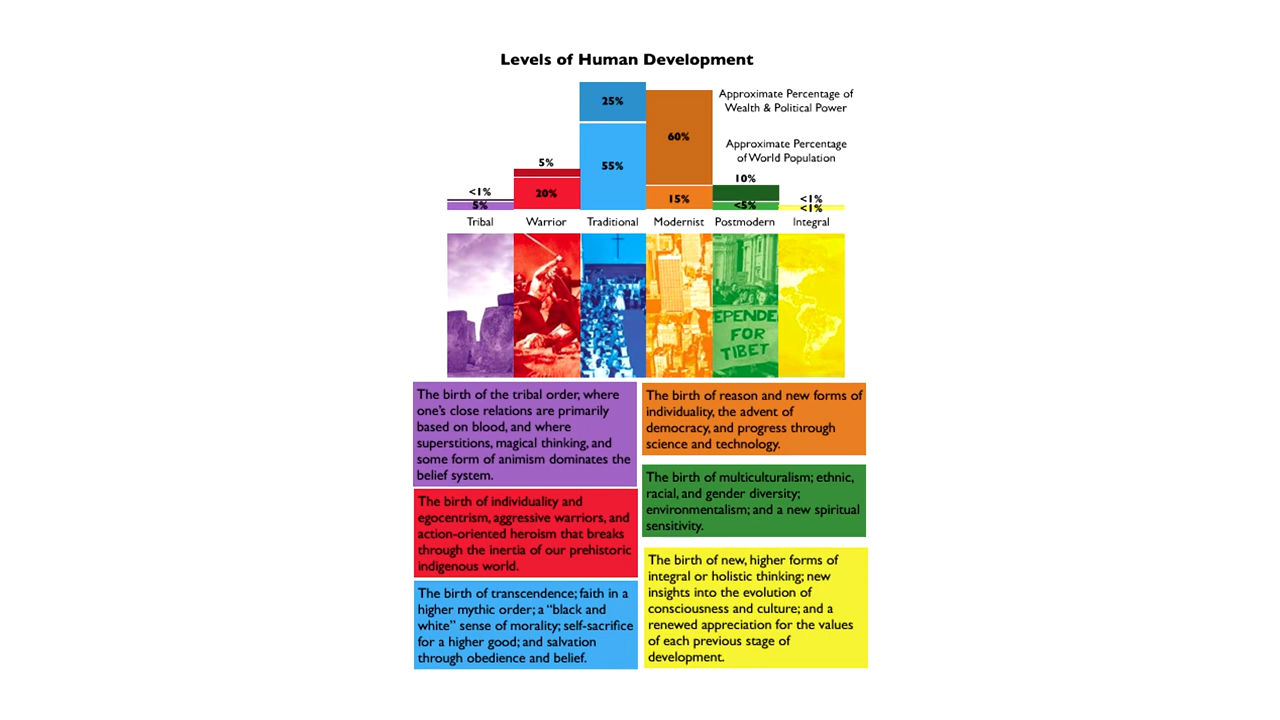 Levels of Human Development
Approximate Percentage of
Wealth & Political Power
Approximate Percentage
of World Population
25%
60%
55%
5%
20%
<1%
5%
15%
10%
<5%
<1%
<1%
Tribal
Warrior
Traditional
Modernist
Postmodern
Integral
EPENDE
FOR
TIBET
The birth of the tribal order, where
one's close relations are primarily
based on blood, and where
superstitions, magical thinking, and
some form of animism dominates the
belief system.
The birth of individuality and
egocentrism, aggressive warriors, and
action-oriented heroism that breaks
through the inertia of our prehistoric
indigenous world.
The birth of transcendence; faith in a
higher mythic order; a “black and
white” sense of morality; self-sacrifice
for a higher good; and salvation
through obedience and belief.
The birth of reason and new forms of
individuality, the advent of
democracy, and progress through
science and technology.
The birth of multiculturalism; ethnic,
racial, and gender diversity;
environmentalism; and a new spiritual
sensitivity.
The birth of new, higher forms of
integral or holistic thinking; new
insights into the evolution of
consciousness and culture; and a
renewed appreciation for the values
of each previous stage of
development.